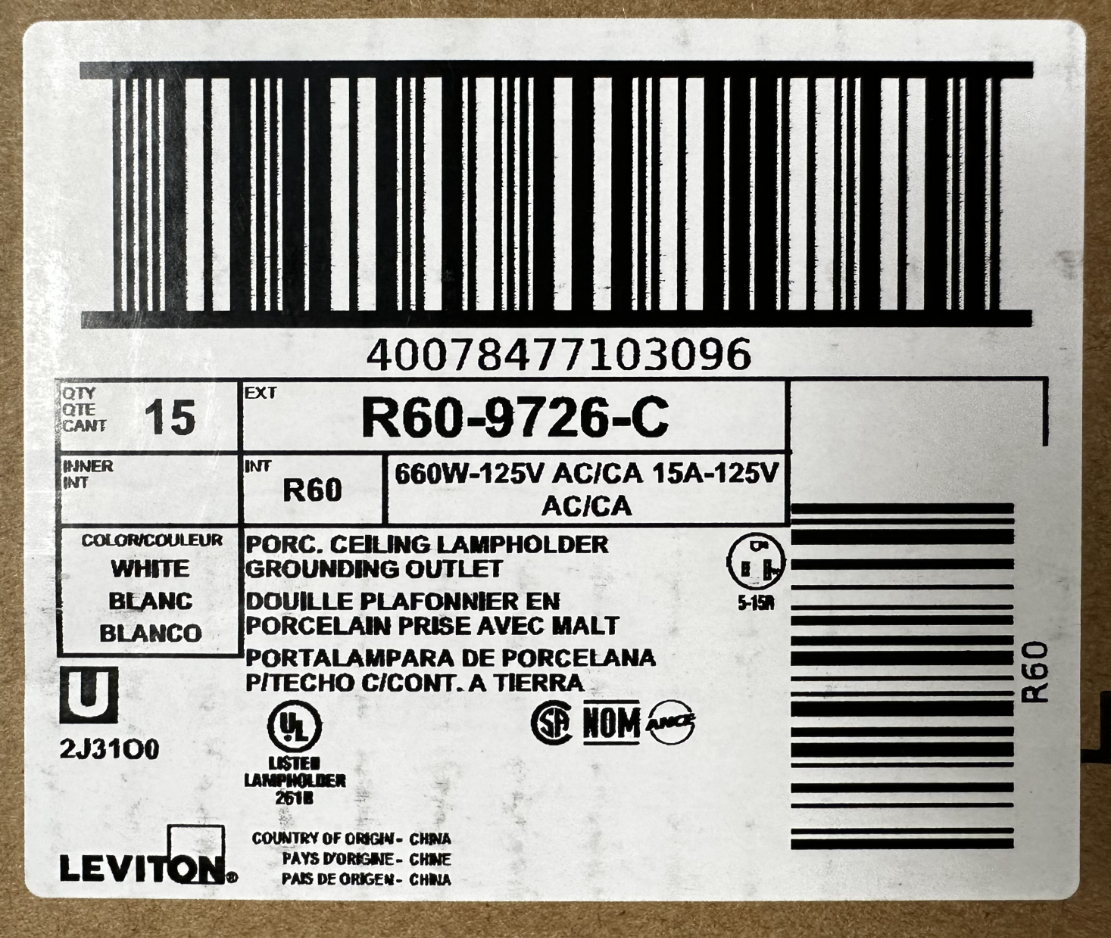 40078477103096
QTY
QTE
CANT
15
EXT
R60-9726-C
INNER
INT
INT
R60
660W-125V AC/CA 15A-125V
AC/CA
COLOR/COULEUR
WHITE
BLANC
BLANCO
PORC. CEILING LAMPHOLDER
GROUNDING OUTLET
DOUILLE PLAFONNIER EN
PORCELAIN PRISE AVEC MALT
PORTALAMPARA DE PORCELANA
P/TECHO C/CONT. A TIERRA
G
5-15R
R60
U
2J31O0
UL
LISTED
LAMPHOLDER
261B
SA
NOM
ANCE
LEVITON®
COUNTRY OF ORIGIN - CHINA
PAYS D'ORIGINE - CHINE
PAIS DE ORIGEN - CHINA